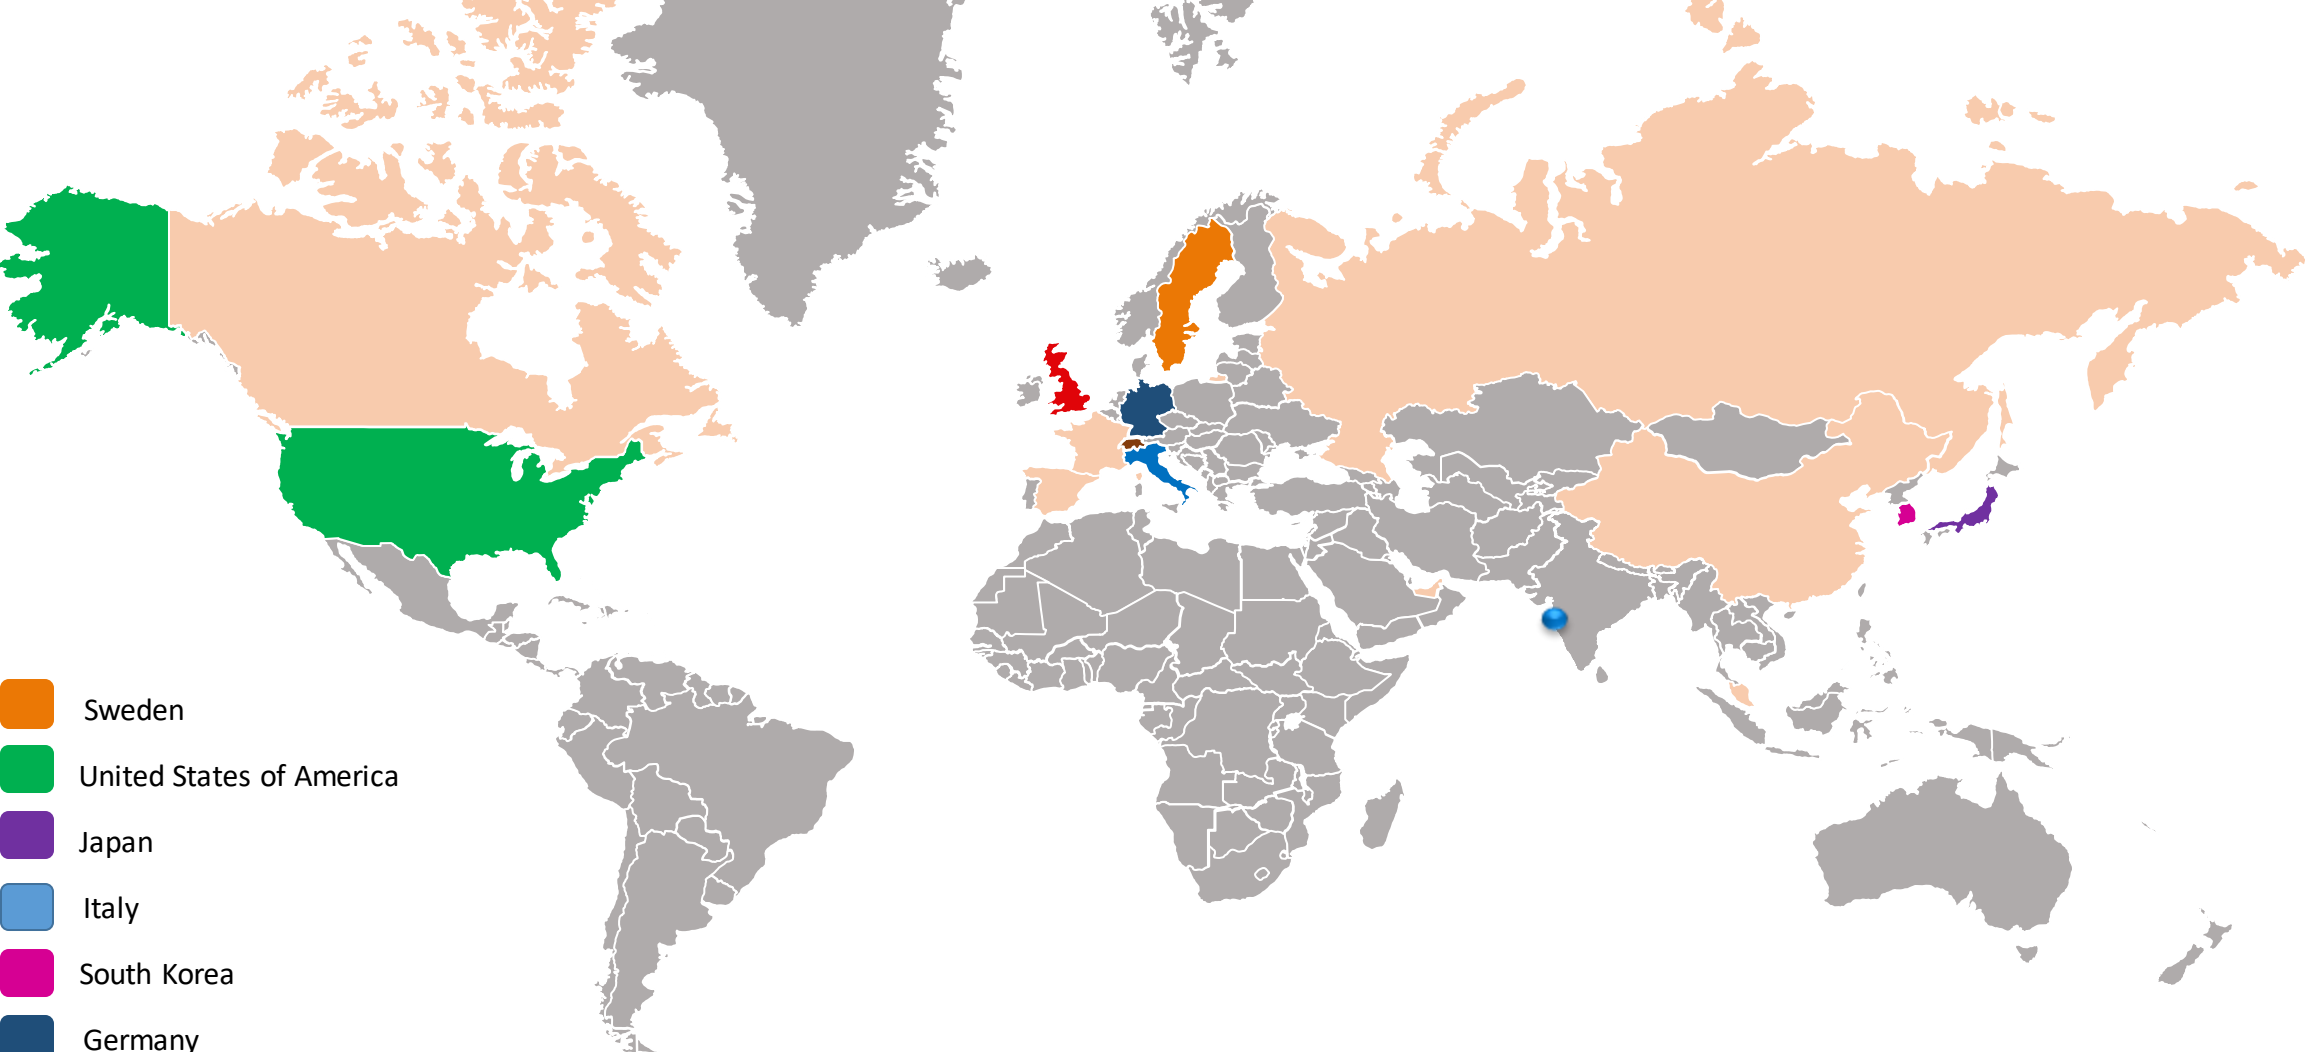 Sweden
United States of America
Japan
Italy
South Korea
Germany